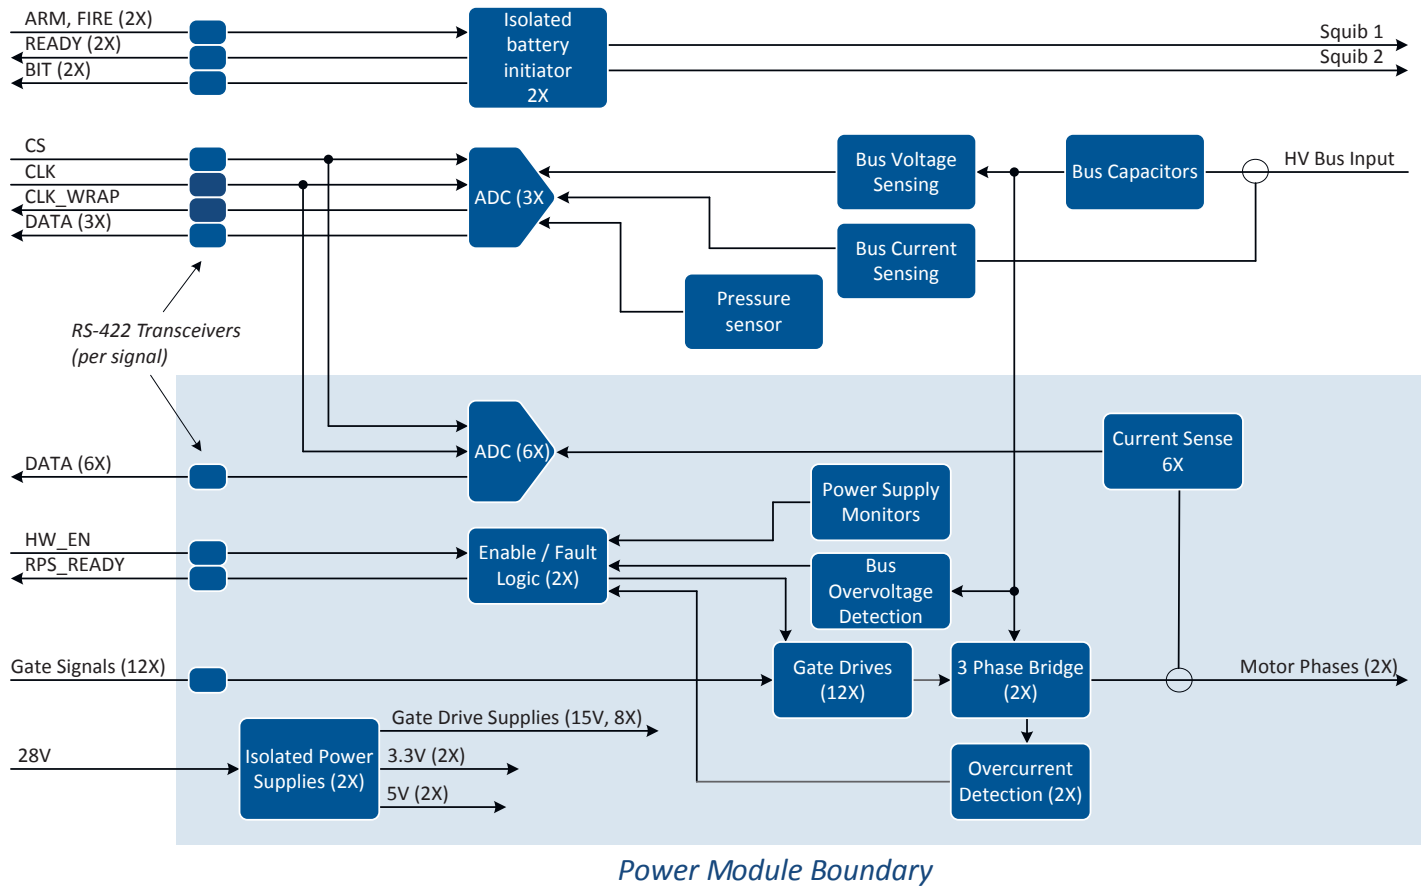 ARM, FIRE (2X)
READY (2X)
BIT (2X)
Isolated
battery
initiator
2X
Squib 1
Squib 2
CS
CLK
CLK_WRAP
DATA (3X)
ADC (3X
Bus Voltage
Sensing
Bus Capacitors
HV Bus Input
Bus Current
Sensing
Pressure
sensor
RS-422 Transceivers
(per signal)
DATA (6X)
ADC (6X)
Current Sense
6X
Power Supply
Monitors
HW_EN
RPS_READY
Enable / Fault
Logic (2X)
Bus
Overvoltage
Detection
Gate Signals (12X)
Gate Drives
(12X)
3 Phase Bridge
(2X)
Motor Phases (2X)
28V
Isolated Power
Supplies (2X)
Gate Drive Supplies (15V, 8X)
3.3V (2X)
5V (2X)
Overcurrent
Detection (2X)
Power Module Boundary